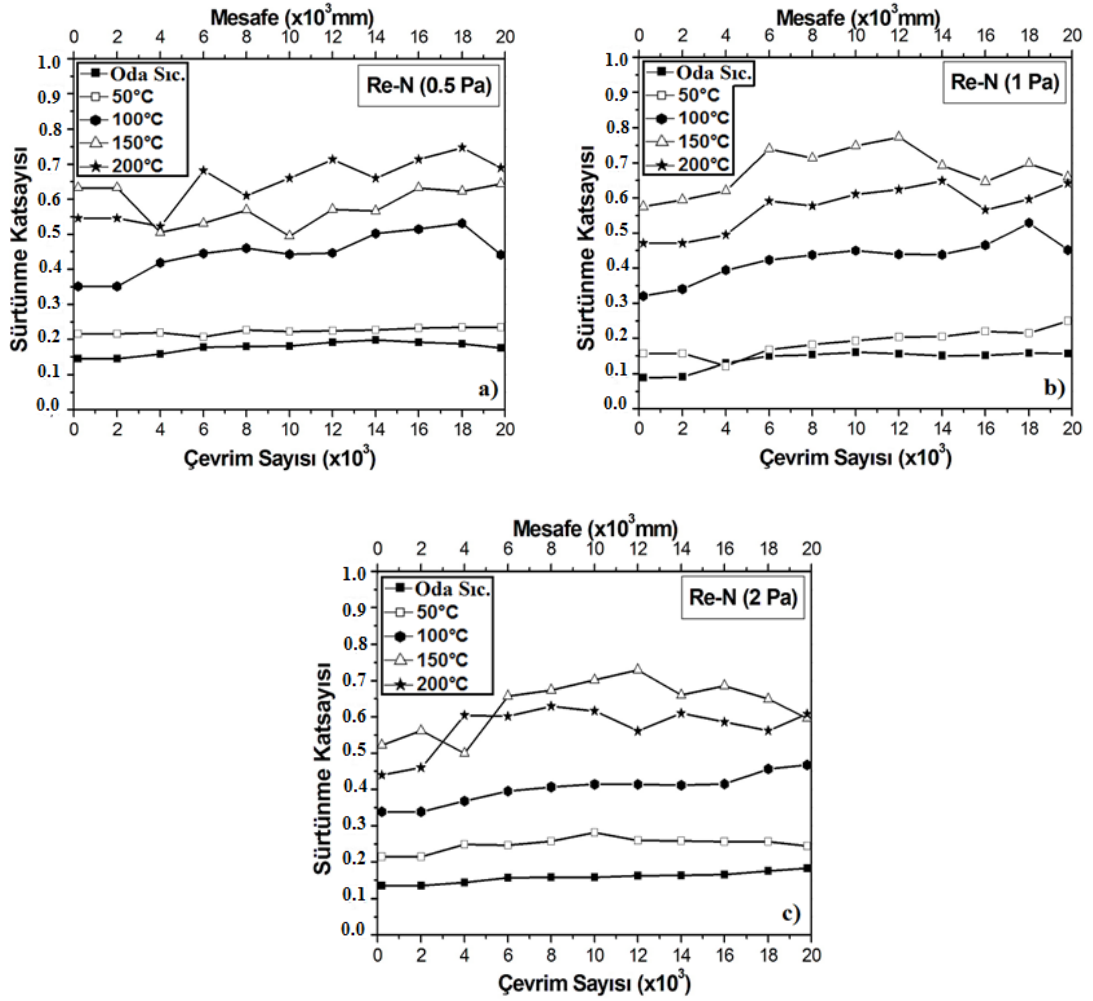 Mesafe (x10³mm)
0 2 4 6 8 10 12 14 16 18 20
1.0
0.9
0.8
0.7
0.6
0.5
0.4
0.3
0.2
0.1
0.0
Sürtünme Katsayısı
Oda Sıc.
50°C
100°C
150°C
200°C
Re-N (0.5 Pa)
a)
0 2 4 6 8 10 12 14 16 18 20
Çevrim Sayısı (x10³)
Mesafe (x10³mm)
0 2 4 6 8 10 12 14 16 18 20
1.0
0.9
0.8
0.7
0.6
0.5
0.4
0.3
0.2
0.1
0.0
Sürtünme Katsayısı
Oda Sıc.
50°C
100°C
150°C
200°C
Re-N (1 Pa)
b)
0 2 4 6 8 10 12 14 16 18 20
Çevrim Sayısı (x10³)
Mesafe (x10³mm)
0 2 4 6 8 10 12 14 16 18 20
1.0
0.9
0.8
0.7
0.6
0.5
0.4
0.3
0.2
0.1
0.0
Sürtünme Katsayısı
Oda Sıc.
50°C
100°C
150°C
200°C
Re-N (2 Pa)
c)
0 2 4 6 8 10 12 14 16 18 20
Çevrim Sayısı (x10³)